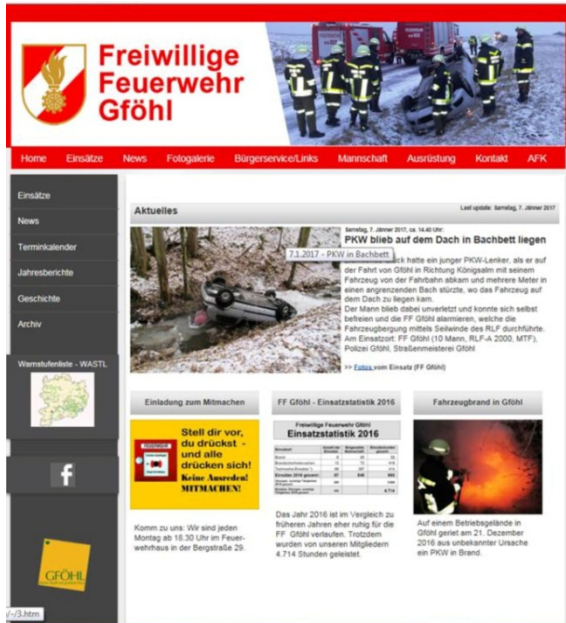 Freiwillige
Feuerwehr
Gföhl
Home Einsätze News Fotogalerie Bürgerservice/Links Mannschaft Ausrüstung Kontakt AFK
Einsätze
News
Terminkalender
Jahresberichte
Geschichte
Archiv
Warnstufenliste - WASTL
f
GFÖHL
/~/3.htm
Aktuelles
Last update: Samstag, 7. Jänner 2017
Samstag, 7. Jänner 2017, ca. 14.40 Uhr:
PKW blieb auf dem Dach in Bachbett liegen
7.1.2017 - PKW in Bachbett
hatte ein junger PKW-Lenker, als er auf
der Fahrt von Gföhl in Richtung Königsalm mit seinem
Fahrzeug von der Fahrbahn abkam und mehrere Meter in
einen angrenzenden Bach stürzte, wo das Fahrzeug auf
dem Dach zu liegen kam.
Der Mann blieb dabei unverletzt und konnte sich selbst
befreien und die FF Gföhl alarmieren, welche die
Fahrzeugbergung mittels Seilwinde des RLF durchführte.
Am Einsatzort: FF Gföhl (10 Mann, RLF-A 2000, MTF),
Polizei Gföhl, Straßenmeisterei Gföhl
>> Fotos vom Einsatz (FF Gföhl)
Einladung zum Mitmachen
Stell dir vor,
du drückst -
und alle
drücken sich!
Keine Ausreden!
MITMACHEN!
Komm zu uns: Wir sind jeden
Montag ab 18.30 Uhr im Feuer-
wehrhaus in der Bergstraße 29.
FF Gföhl - Einsatzstatistik 2016
Freiwillige Feuerwehr Gföhl
Einsatzstatistik 2016
4.714
Das Jahr 2016 ist im Vergleich zu
früheren Jahren eher ruhig für die
FF Gföhl verlaufen. Trotzdem
wurden von unseren Mitgliedern
4.714 Stunden geleistet.
Fahrzeugbrand in Gföhl
Auf einem Betriebsgelände in
Gföhl geriet am 21. Dezember
2016 aus unbekannter Ursache
ein PKW in Brand.